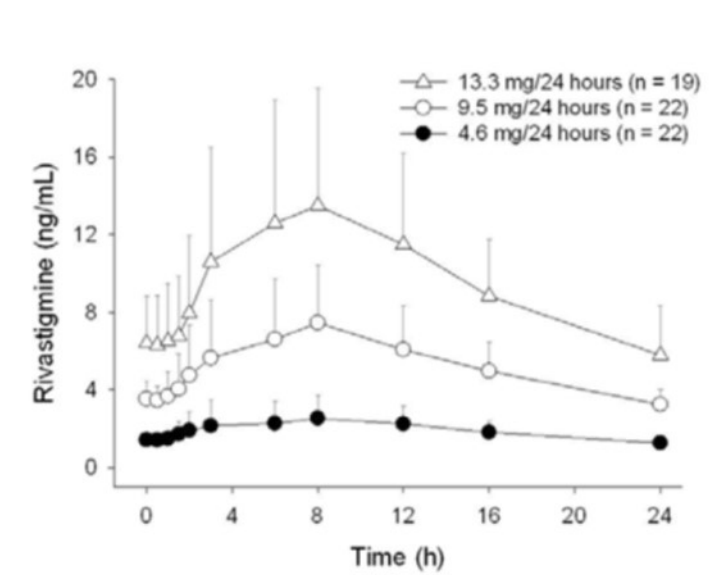 20
16
12
8
4
0
Rivastigmine (ng/mL)
13.3 mg/24 hours (n = 19)
9.5 mg/24 hours (n = 22)
4.6 mg/24 hours (n = 22)
0 4 8 12 16 20 24
Time (h)